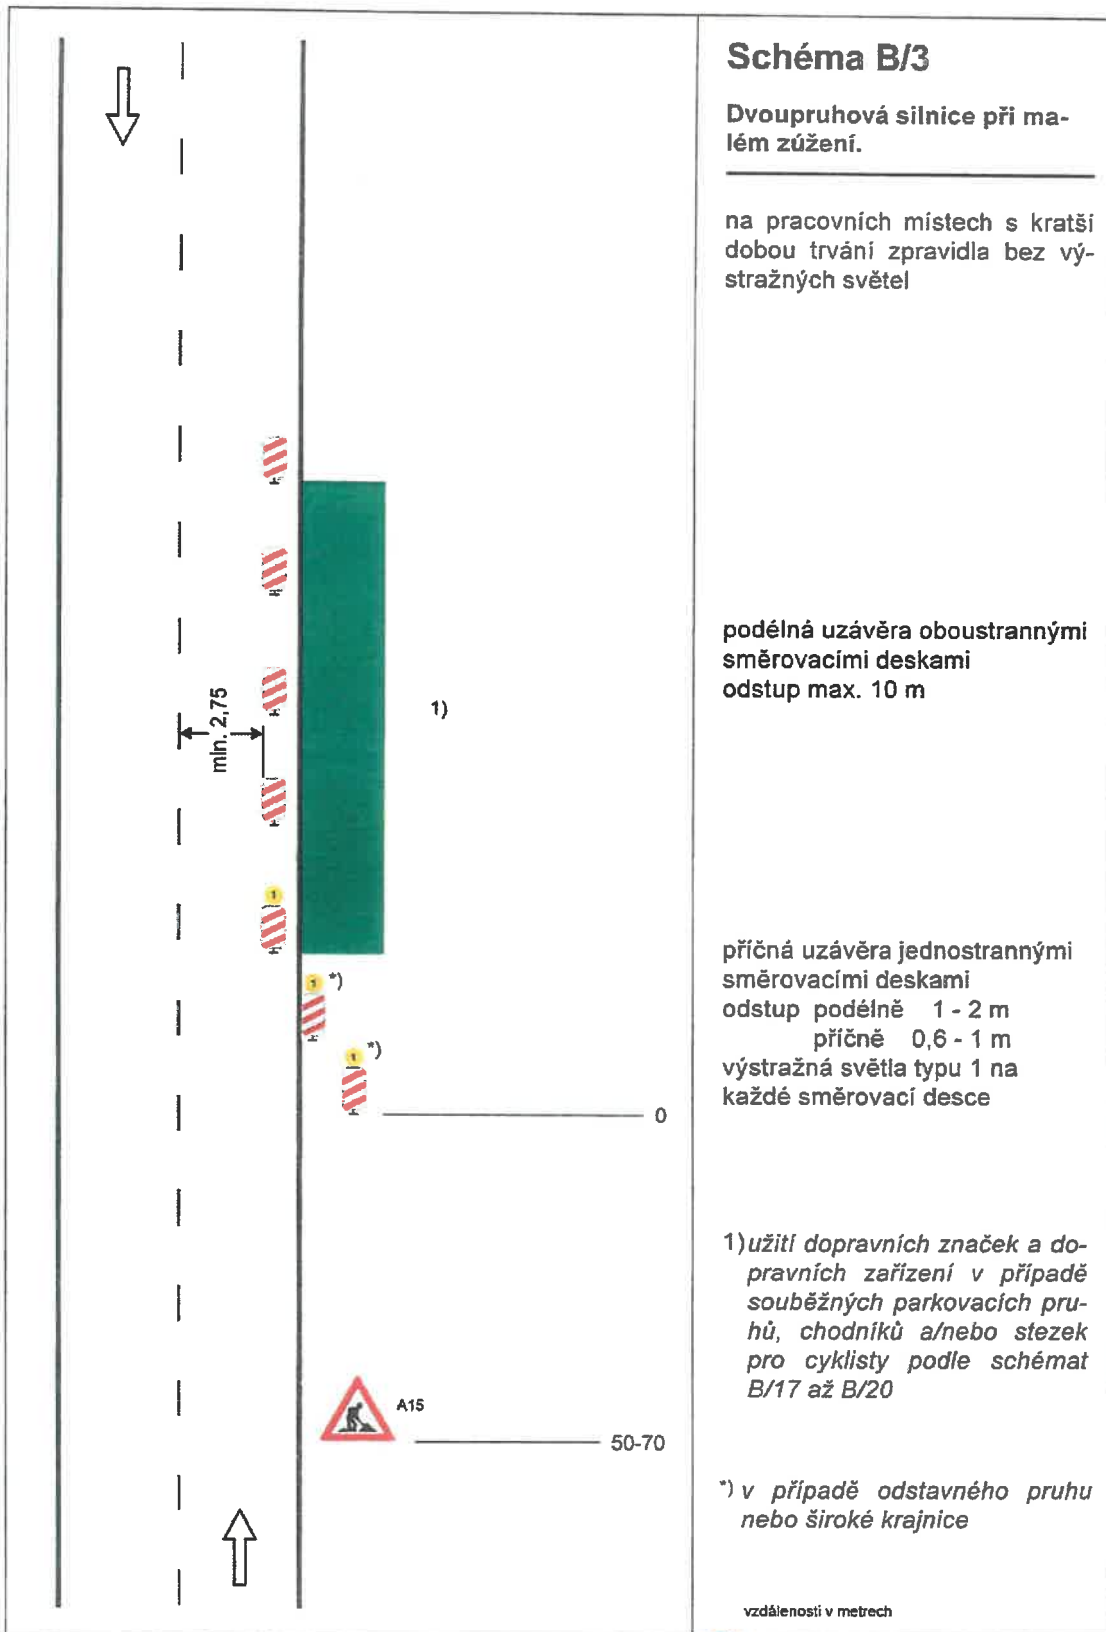 Schéma B/3
Dvoupruhová silnice při ma-
lém zúžení.
na pracovních místech s kratší
dobou trvání zpravidla bez vý-
stražných světel
podélná uzávěra oboustrannými
směrovacími deskami
odstup max. 10 m
min. 2,75
1)
1
příčná uzávěra jednostrannými
směrovacími deskami
odstup podélně 1 - 2 m
příčně 0,6 - 1 m
výstražná světla typu 1 na
každé směrovací desce
1 *)
1 *)
0
1) užití dopravních značek a do-
pravních zařízení v případě
souběžných parkovacích pru-
hů, chodníků a/nebo stezek
pro cyklisty podle schémat
B/17 až B/20
A15
50-70
*) v případě odstavného pruhu
nebo široké krajnice
vzdálenosti v metrech